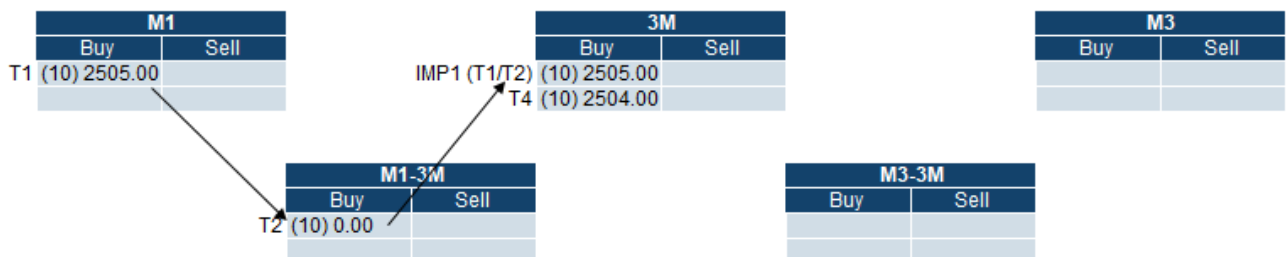 M1 3M M3
Buy Sell Buy Sell Buy Sell
T1 (10) 2505.00 IMP1 (T1/T2) (10) 2505.00
T4 (10) 2504.00
M1-3M M3-3M
Buy Sell Buy Sell
T2 (10) 0.00